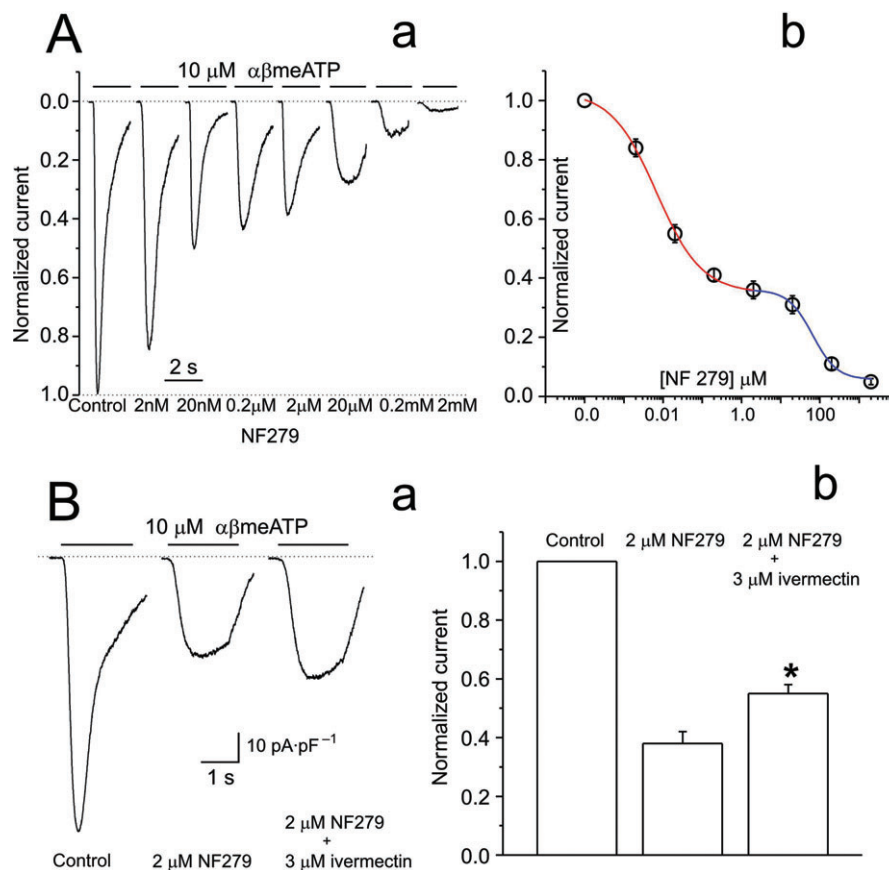 A
a
10 μM αβmeATP
0.0
0.2
0.4
0.6
0.8
1.0
Normalized current
2 s
Control 2nM 20nM 0.2μM 2μM 20μM 0.2mM 2mM
NF279
b
1.0
0.8
0.6
0.4
0.2
0.0
Normalized current
[NF 279] μM
0.0 0.01 1.0 100
B
a
10 μM αβmeATP
10 pA·pF⁻¹
1 s
Control
2 μM NF279
2 μM NF279
+
3 μM ivermectin
b
Control
2 μM NF279
2 μM NF279
+
3 μM ivermectin
1.0
0.8
0.6
0.4
0.2
0.0
Normalized current
*